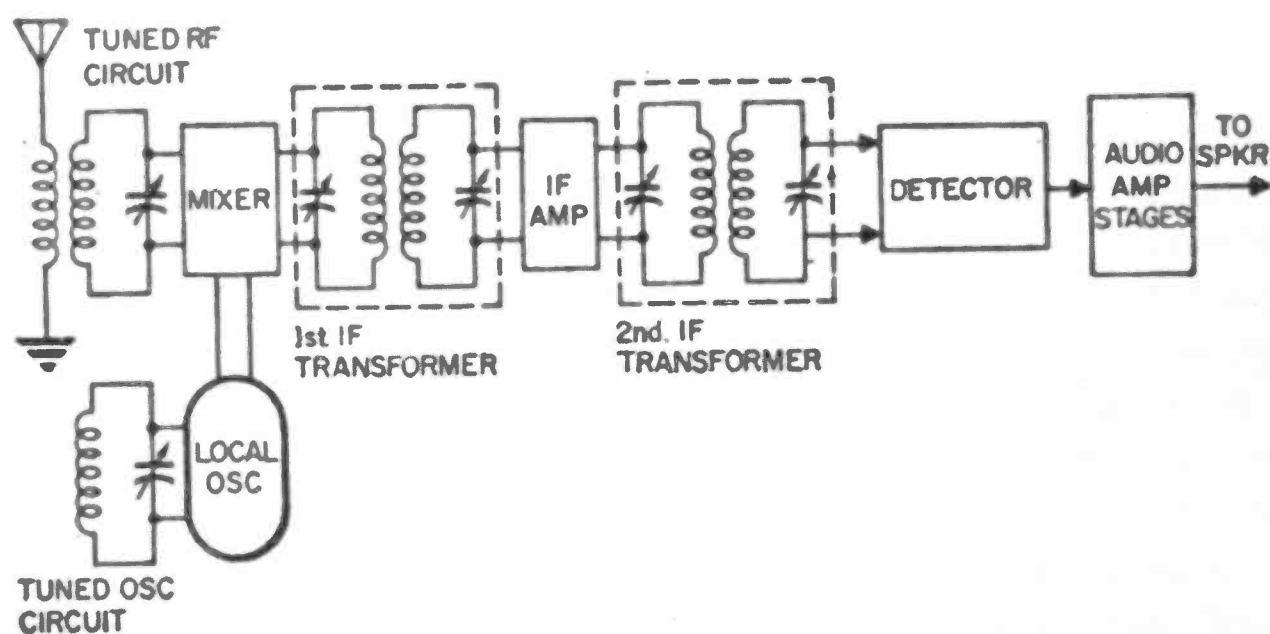 TUNED RF
CIRCUIT
MIXER
1st IF
TRANSFORMER
IF
AMP
2nd. IF
TRANSFORMER
DETECTOR
AUDIO
AMP
STAGES
TO
SPKR
LOCAL
OSC
TUNED OSC
CIRCUIT